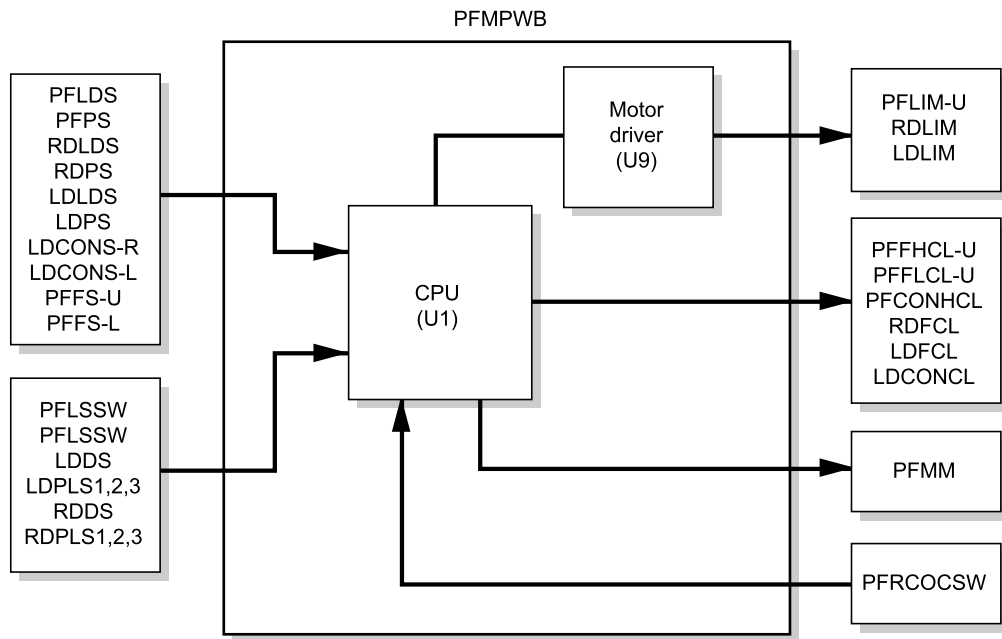 PFMPWB
PFLDS
PFPS
RDLDS
RDPS
LDLDS
LDPS
LDCONS-R
LDCONS-L
PFFS-U
PFFS-L
PFLSSW
PFLSSW
LDDS
LDPLS1,2,3
RDDS
RDPLS1,2,3
Motor
driver
(U9)
CPU
(U1)
PFLIM-U
RDLIM
LDLIM
PFFHCL-U
PFFLCL-U
PFCONHCL
RDFCL
LDFCL
LDCONCL
PFMM
PFRCOCSW